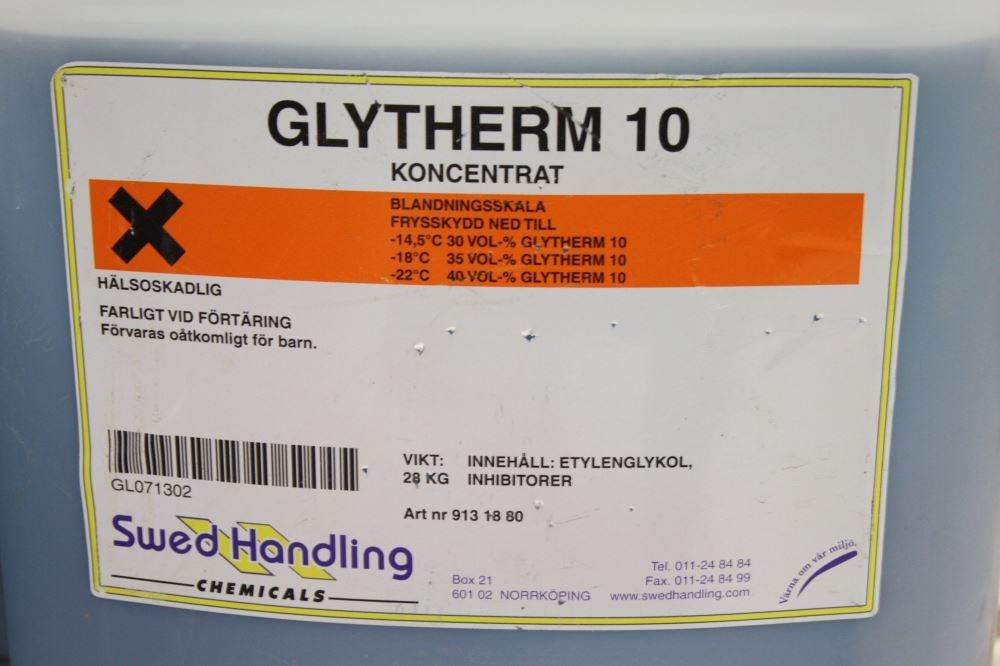 GLYTHERM 10
KONCENTRAT
BLANDNINGSSKALA
FRYSSKYDD NED TILL
-14,5°C 30 VOL-% GLYTHERM 10
-18°C 35 VOL-% GLYTHERM 10
-22°C 40 VOL-% GLYTHERM 10
HÄLSOSKADLIG
FARLIGT VID FÖRTÄRING
Förvaras oåtkomligt för barn.
GL071302
VIKT: INNEHÅLL: ETYLENGLYKOL,
28 KG INHIBITORER
Art nr 913 18 80
Swed Handling
CHEMICALS
Box 21
601 02 NORRKÖPING
Tel. 011-24 84 84
Fax. 011-24 84 99
www.swedhandling.com
Värna om vår miljö.